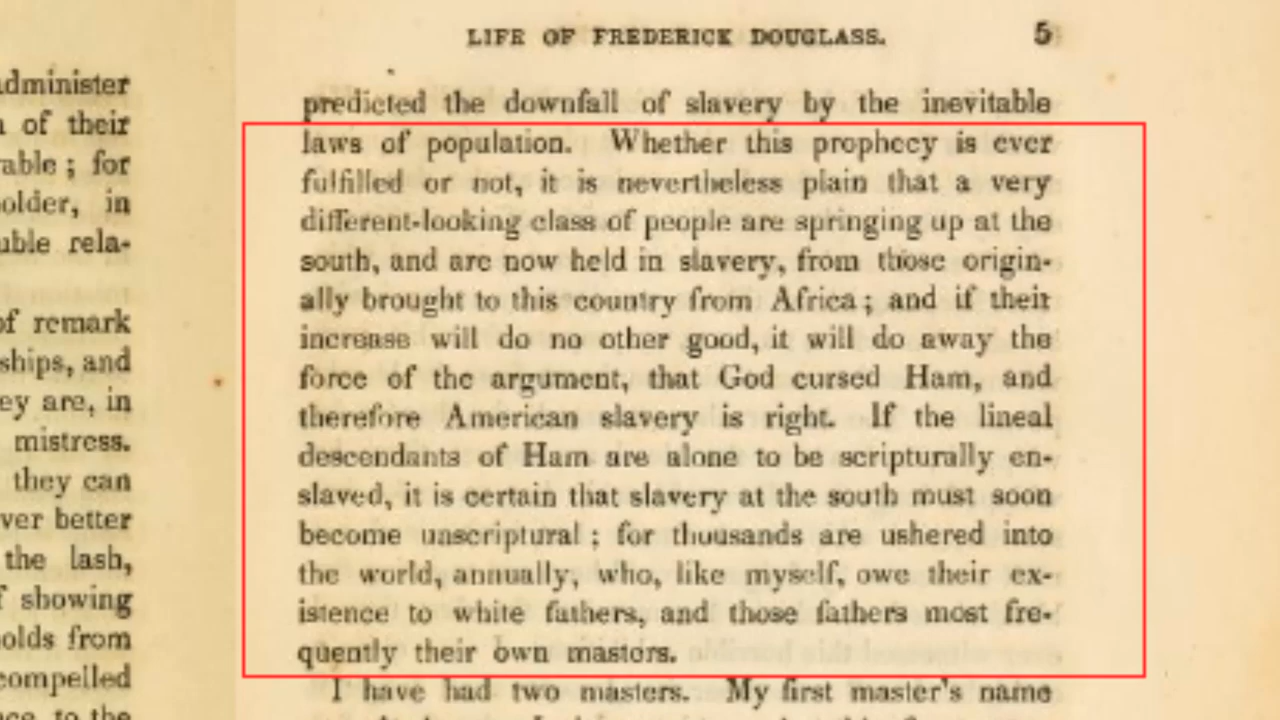 administer
of their
able ; for
older, in
uble rela-
of remark
ships, and
ey are, in
mistress.
they can
ver better
the lash,
f showing
olds from
compelled
to the
LIFE OF FREDERICK DOUGLASS. 5
predicted the downfall of slavery by the inevitable
laws of population. Whether this prophecy is ever
fulfilled or not, it is nevertheless plain that a very
different-looking class of people are springing up at the
south, and are now held in slavery, from those origin-
ally brought to this country from Africa ; and if their
increase will do no other good, it will do away the
force of the argument, that God cursed Ham, and
therefore American slavery is right. If the lineal
descendants of Ham are alone to be scripturally en-
slaved, it is certain that slavery at the south must soon
become unscriptural ; for thousands are ushered into
the world, annually, who, like myself, owe their ex-
istence to white fathers, and those fathers most fre-
quently their own masters.
I have had two masters. My first master's name